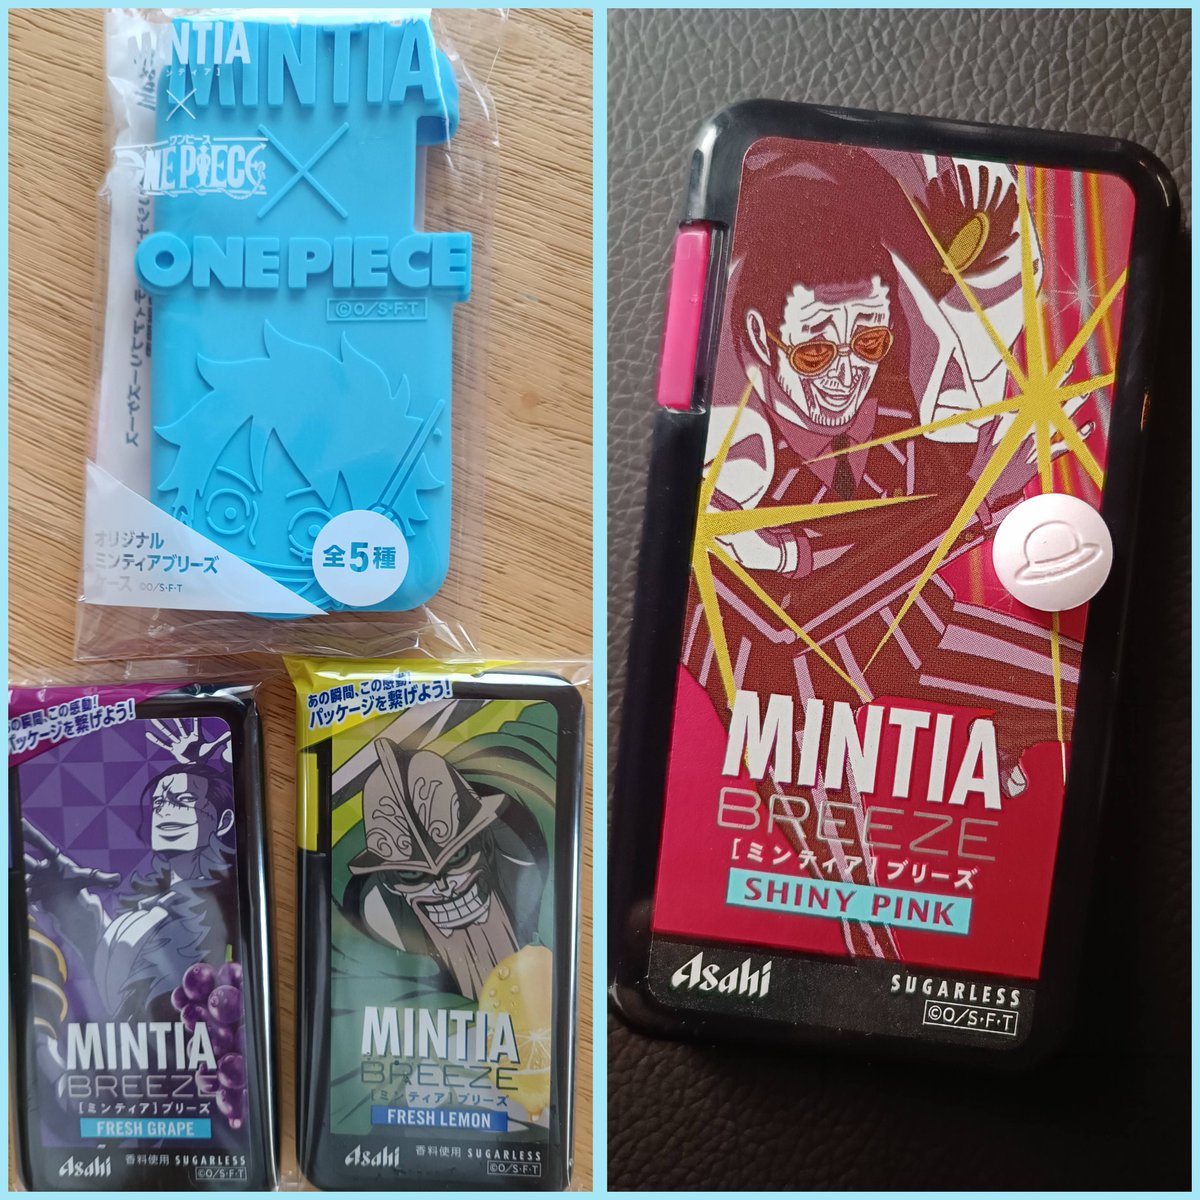 MINTIA
ミンティア]
×
ワンピース
ONE PIECE
MINTIA
×
ONE PIECE
©O/S・F・T
オリジナル
ミンティアブリーズ
ケース ©O/S・F・T
全5種
あの瞬間、この感動!
パッケージを繋げよう!
MINTIA
BREEZE
[ミンティア]ブリーズ
FRESH GRAPE
Asahi 香料使用 SUGARLESS
©O/S・F・T
あの瞬間、この感動!
パッケージを繋げよう!
MINTIA
BREEZE
[ミンティア]ブリーズ
FRESH LEMON
Asahi 香料使用 SUGARLESS
©O/S・F・T
MINTIA
BREEZE
[ミンティア]ブリーズ
SHINY PINK
Asahi SUGARLESS
©O/S・F・T